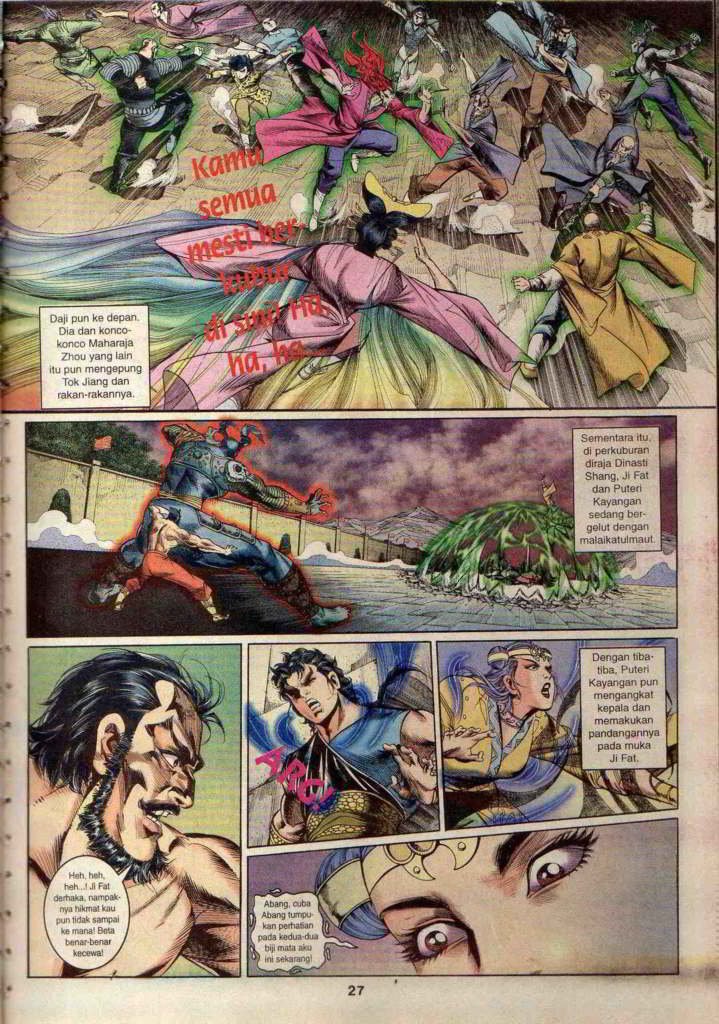 Kamu
semua
mesti ber-
kubur
di sini! Ha,
ha, ha...
Daji pun ke depan.
Dia dan konco-
konco Maharaja
Zhou yang lain
itu pun mengepung
Tok Jiang dan
rakan-rakannya.
Sementara itu,
di perkuburan
diraja Dinasti
Shang, Ji Fat
dan Puteri
Kayangan
sedang ber-
gelut dengan
malaikatulmaut.
Heh, heh,
heh...! Ji Fat
derhaka, nampak-
nya hikmat kau
pun tidak sampai
ke mana! Beta
benar-benar
kecewa!
ARG!
Dengan tiba-
tiba, Puteri
Kayangan pun
mengangkat
kepala dan
memakukan
pandangannya
pada muka
Ji Fat.
Abang, cuba
Abang tumpu-
kan perhatian
pada kedua-dua
biji mata aku
ini sekarang!
27